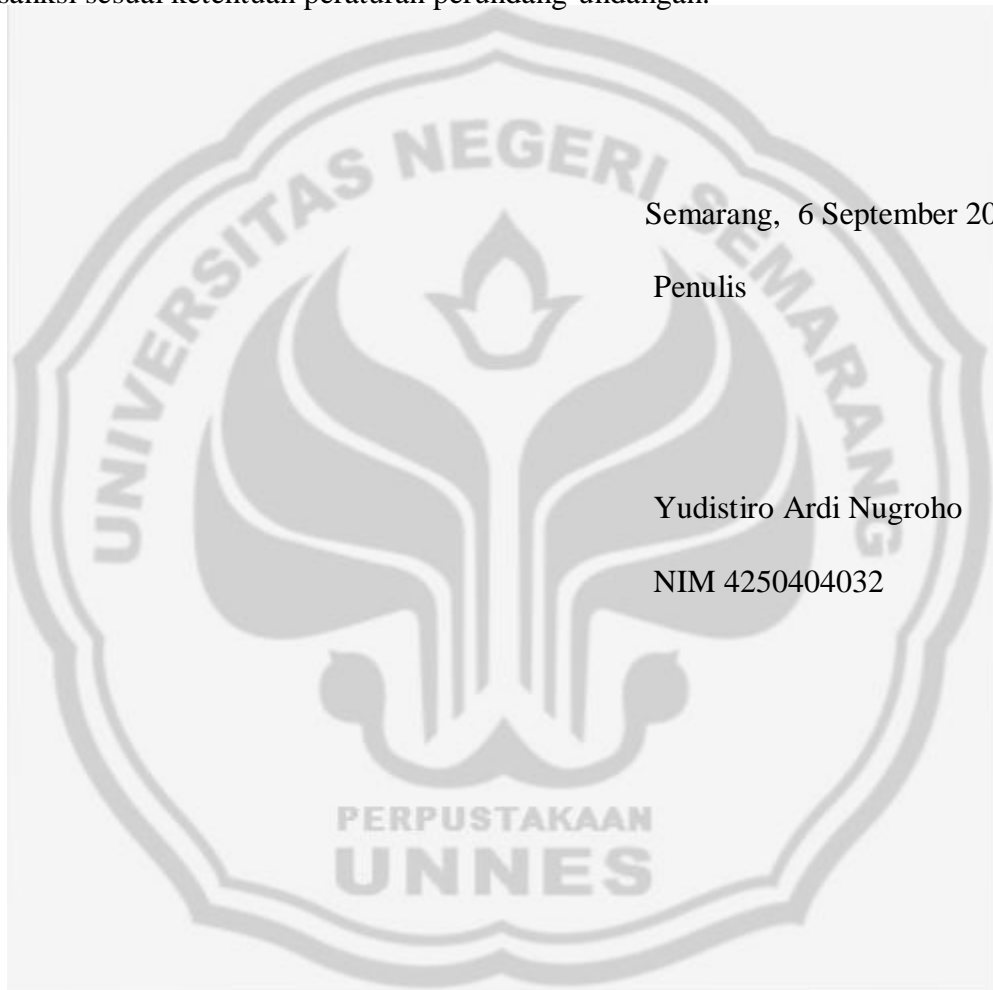 sanksi sesuai ketentuan peraturan perundang-undangan.
UNIVERSITAS NEGERI SEMARANG
Semarang, 6 September 20
Penulis
Yudistiro Ardi Nugroho
NIM 4250404032
PERPUSTAKAAN
UNNES